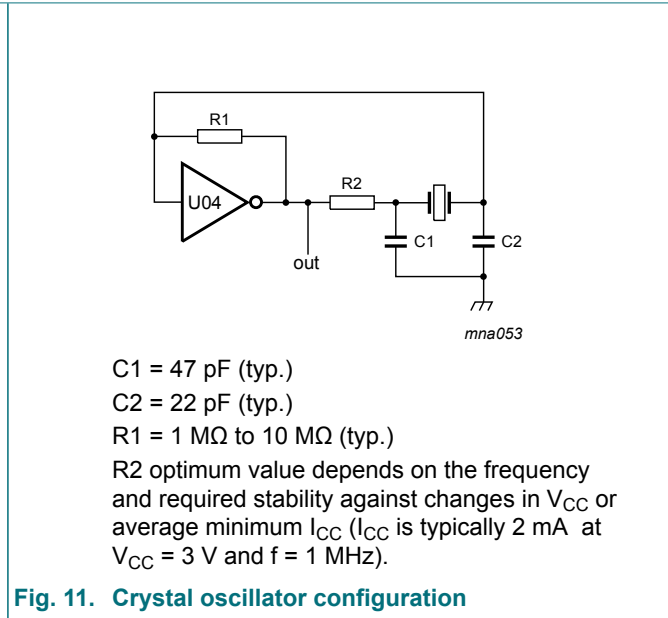 R1
U04
R2
C1
C2
out
mna053
C1 = 47 pF (typ.)
C2 = 22 pF (typ.)
R1 = 1 MΩ to 10 MΩ (typ.)
R2 optimum value depends on the frequency
and required stability against changes in VCC or
average minimum ICC (ICC is typically 2 mA at
VCC = 3 V and f = 1 MHz).
Fig. 11. Crystal oscillator configuration